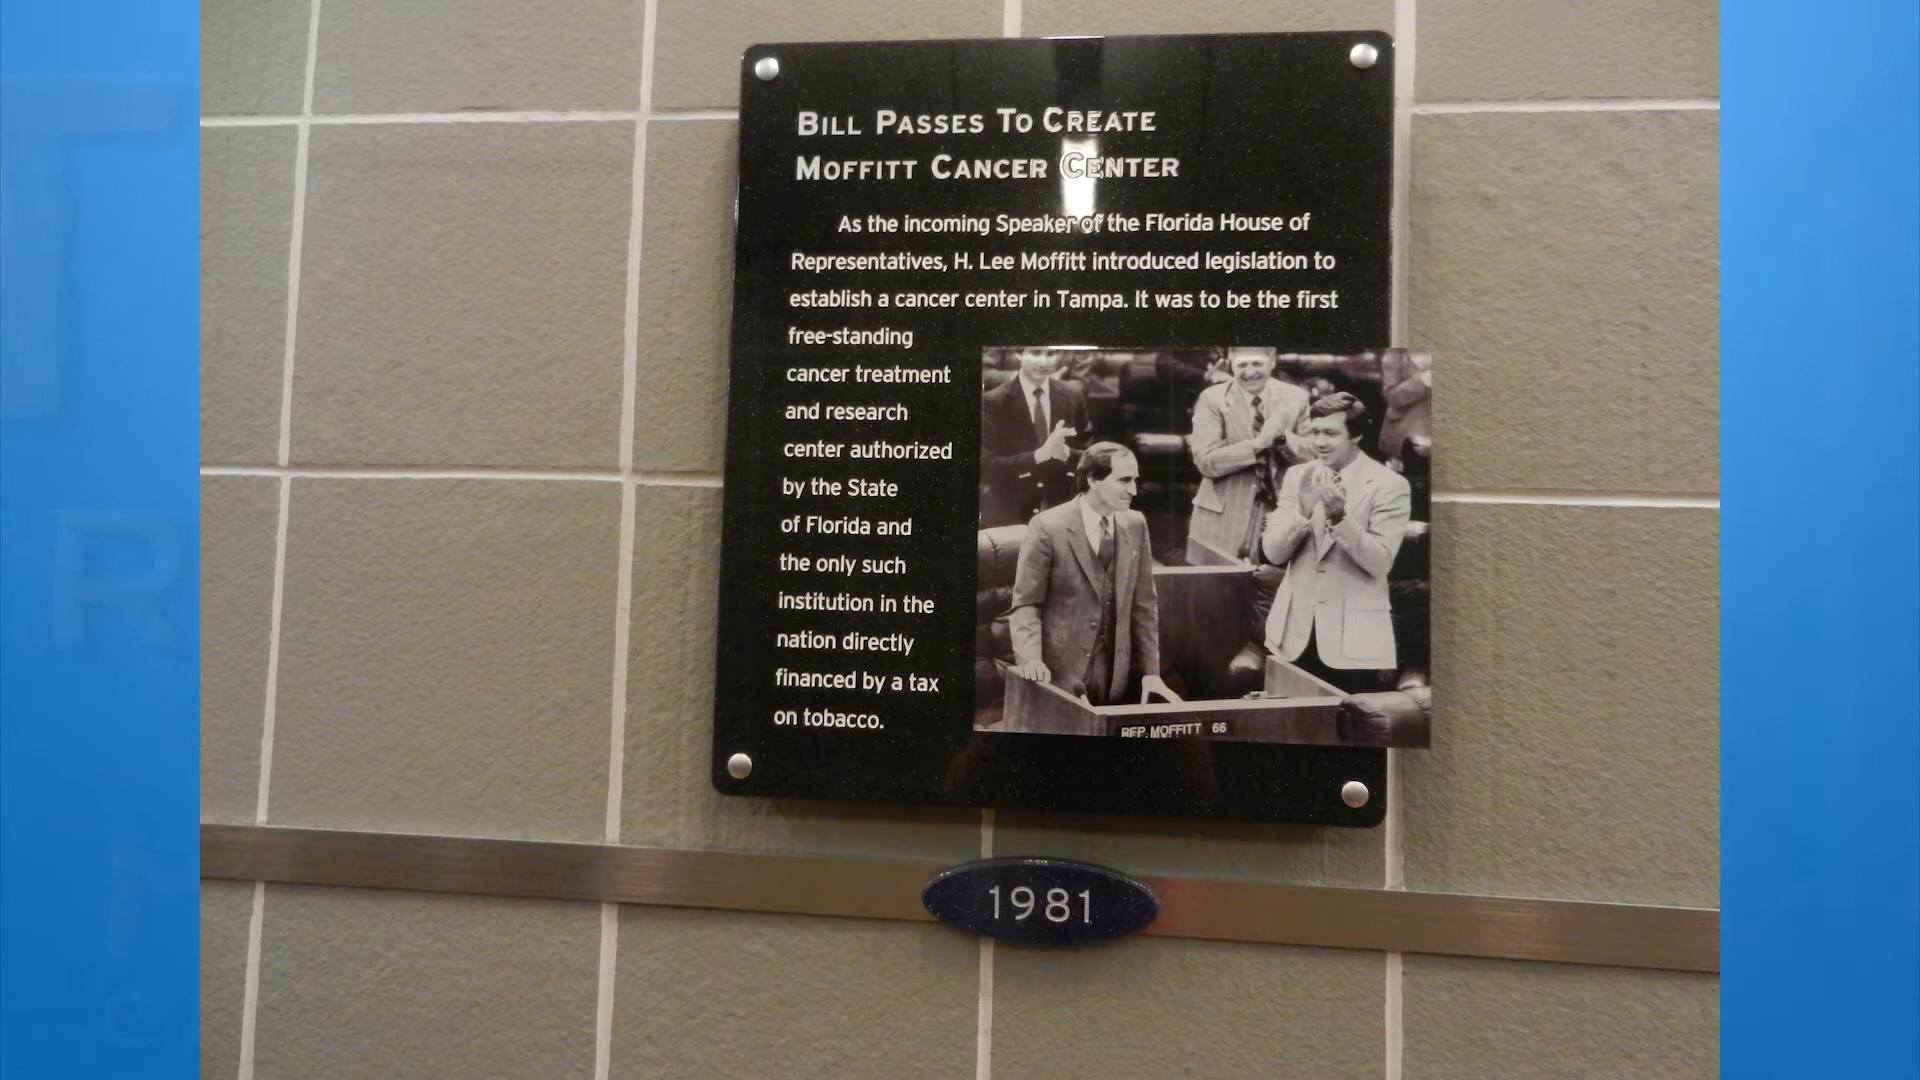 BILL PASSES TO CREATE
MOFFITT CANCER CENTER
As the incoming Speaker of the Florida House of
Representatives, H. Lee Moffitt introduced legislation to
establish a cancer center in Tampa. It was to be the first
free-standing
cancer treatment
and research
center authorized
by the State
of Florida and
the only such
institution in the
nation directly
financed by a tax
on tobacco.
REP. MOFFITT 66
1981